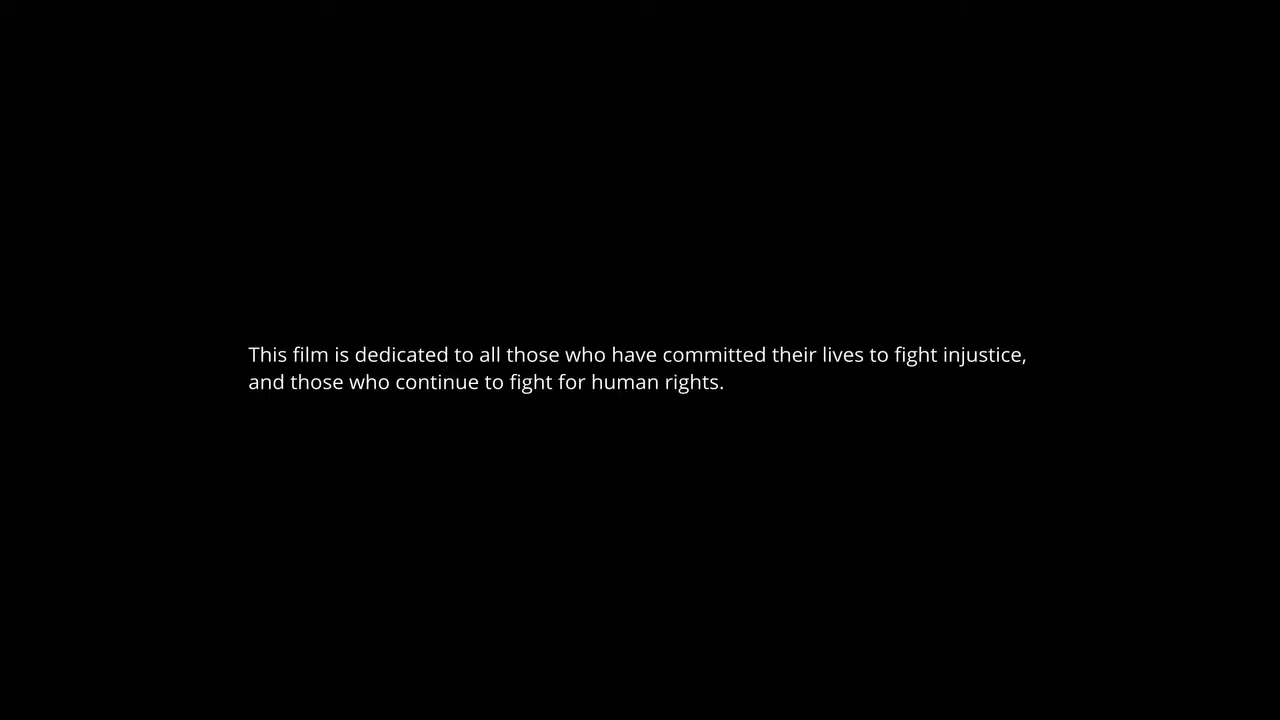 This film is dedicated to all those who have committed their lives to fight injustice,
and those who continue to fight for human rights.